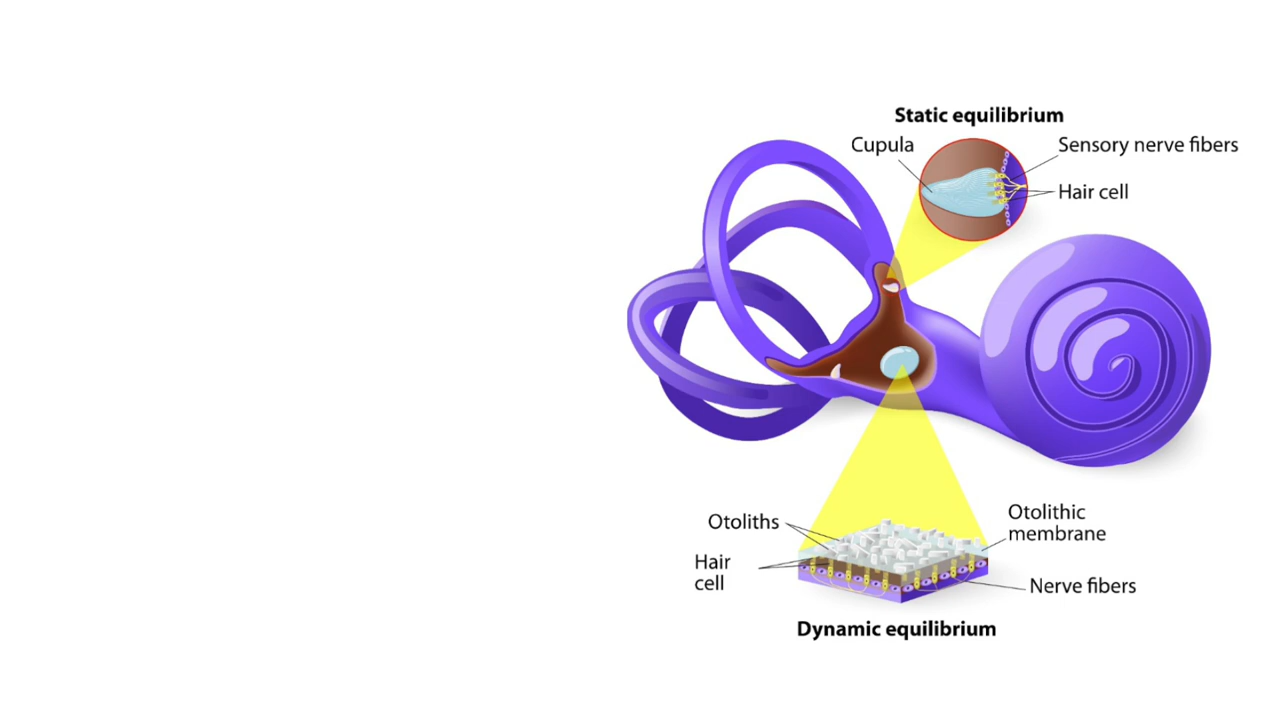 Static equilibrium
Cupula
Sensory nerve fibers
Hair cell
Otoliths
Otolithic
membrane
Hair
cell
Nerve fibers
Dynamic equilibrium